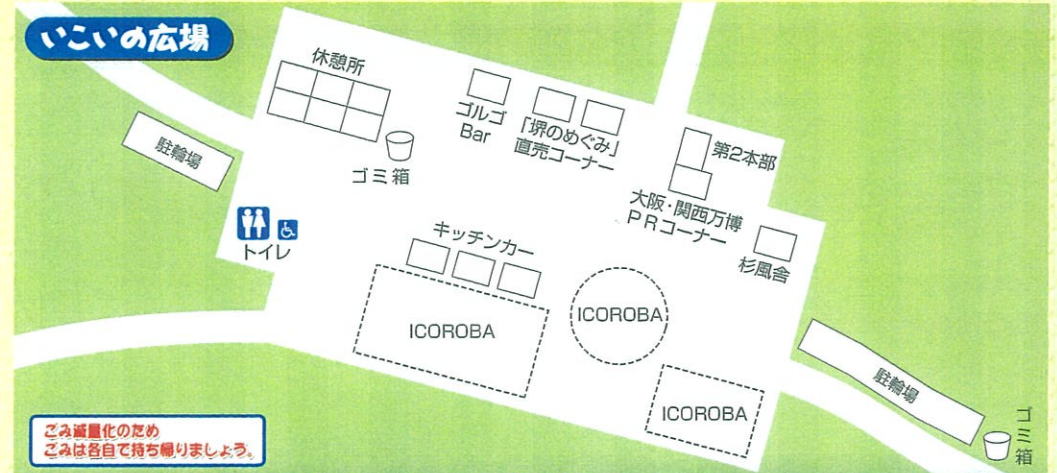 いこいの広場
休憩所
ゴミ箱
駐輪場
トイレ
ゴルゴ
Bar
「堺のめぐみ」
直売コーナー
第2本部
大阪・関西万博
PRコーナー
杉風舎
キッチンカー
ICOROBA
ICOROBA
ICOROBA
駐輪場
ゴミ箱
ごみ減量化のため
ごみは各自で持ち帰りましょう。